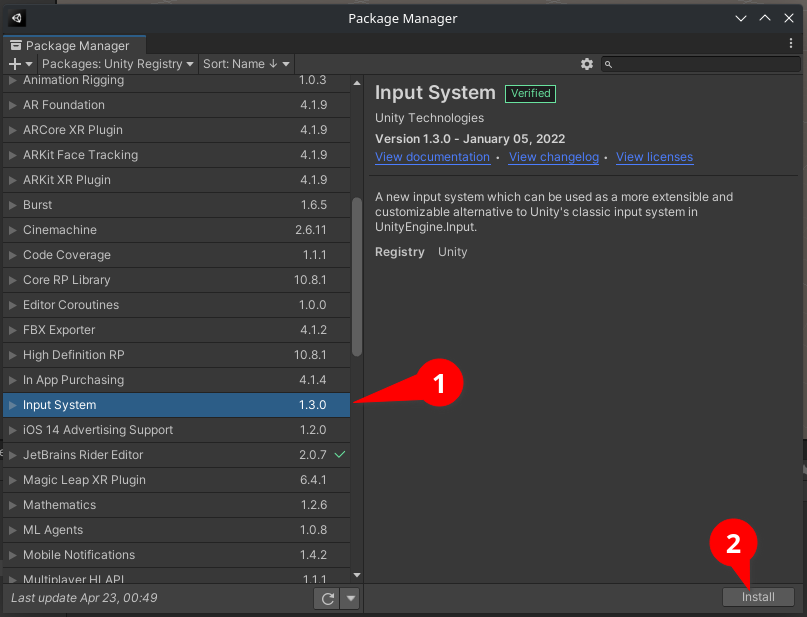 Package Manager
Package Manager
Packages: Unity Registry Sort: Name ↓
Animation Rigging 1.0.3
AR Foundation 4.1.9
ARCore XR Plugin 4.1.9
ARKit Face Tracking 4.1.9
ARKit XR Plugin 4.1.9
Burst 1.6.5
Cinemachine 2.6.11
Code Coverage 1.1.1
Core RP Library 10.8.1
Editor Coroutines 1.0.0
FBX Exporter 4.1.2
High Definition RP 10.8.1
In App Purchasing 4.1.4
Input System 1.3.0
iOS 14 Advertising Support 1.2.0
JetBrains Rider Editor 2.0.7
Magic Leap XR Plugin 6.4.1
Mathematics 1.2.6
ML Agents 1.0.8
Mobile Notifications 1.4.2
Multiplayer HLAPI 1.1.1
Last update Apr 23, 00:49
Input System Verified
Unity Technologies
Version 1.3.0 - January 05, 2022
View documentation • View changelog • View licenses
A new input system which can be used as a more extensible and
customizable alternative to Unity's classic input system in
UnityEngine.Input.
Registry Unity
1
2
Install